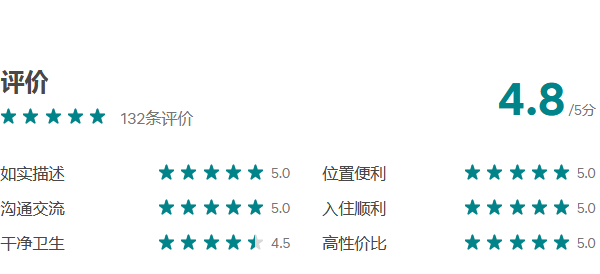 评价
4.8 /5分
132条评价
如实描述 5.0 位置便利 5.0
沟通交流 5.0 入住顺利 5.0
干净卫生 4.5 高性价比 5.0